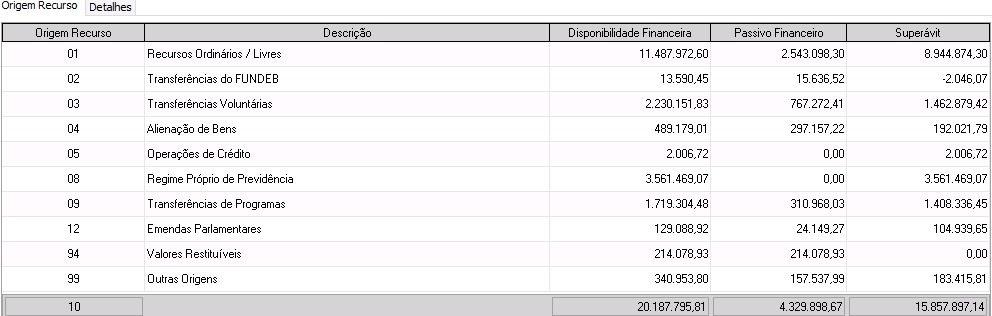 Origem Recurso Detalhes
Origem Recurso Descrição Disponibilidade Financeira Passivo Financeiro Superávit
01 Recursos Ordinários / Livres 11.487.972,60 2.543.098,30 8.944.874,30
02 Transferências do FUNDEB 13.590,45 15.636,52 -2.046,07
03 Transferências Voluntárias 2.230.151,83 767.272,41 1.462.879,42
04 Alienação de Bens 489.179,01 297.157,22 192.021,79
05 Operações de Crédito 2.006,72 0,00 2.006,72
08 Regime Próprio de Previdência 3.561.469,07 0,00 3.561.469,07
09 Transferências de Programas 1.719.304,48 310.968,03 1.408.336,45
12 Emendas Parlamentares 129.088,92 24.149,27 104.939,65
94 Valores Restituíveis 214.078,93 214.078,93 0,00
99 Outras Origens 340.953,80 157.537,99 183.415,81
10 20.187.795,81 4.329.898,67 15.857.897,14